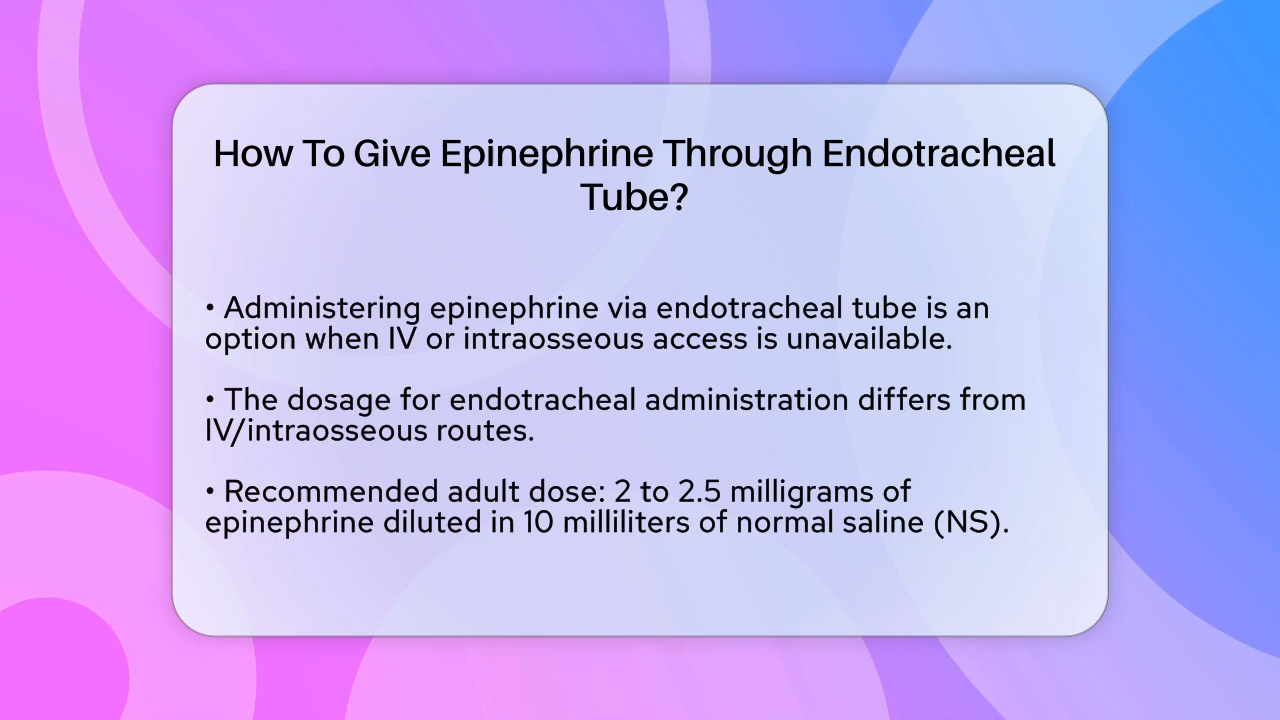 How To Give Epinephrine Through Endotracheal
Tube?
• Administering epinephrine via endotracheal tube is an
option when IV or intraosseous access is unavailable.
• The dosage for endotracheal administration differs from
IV/intraosseous routes.
• Recommended adult dose: 2 to 2.5 milligrams of
epinephrine diluted in 10 milliliters of normal saline (NS).